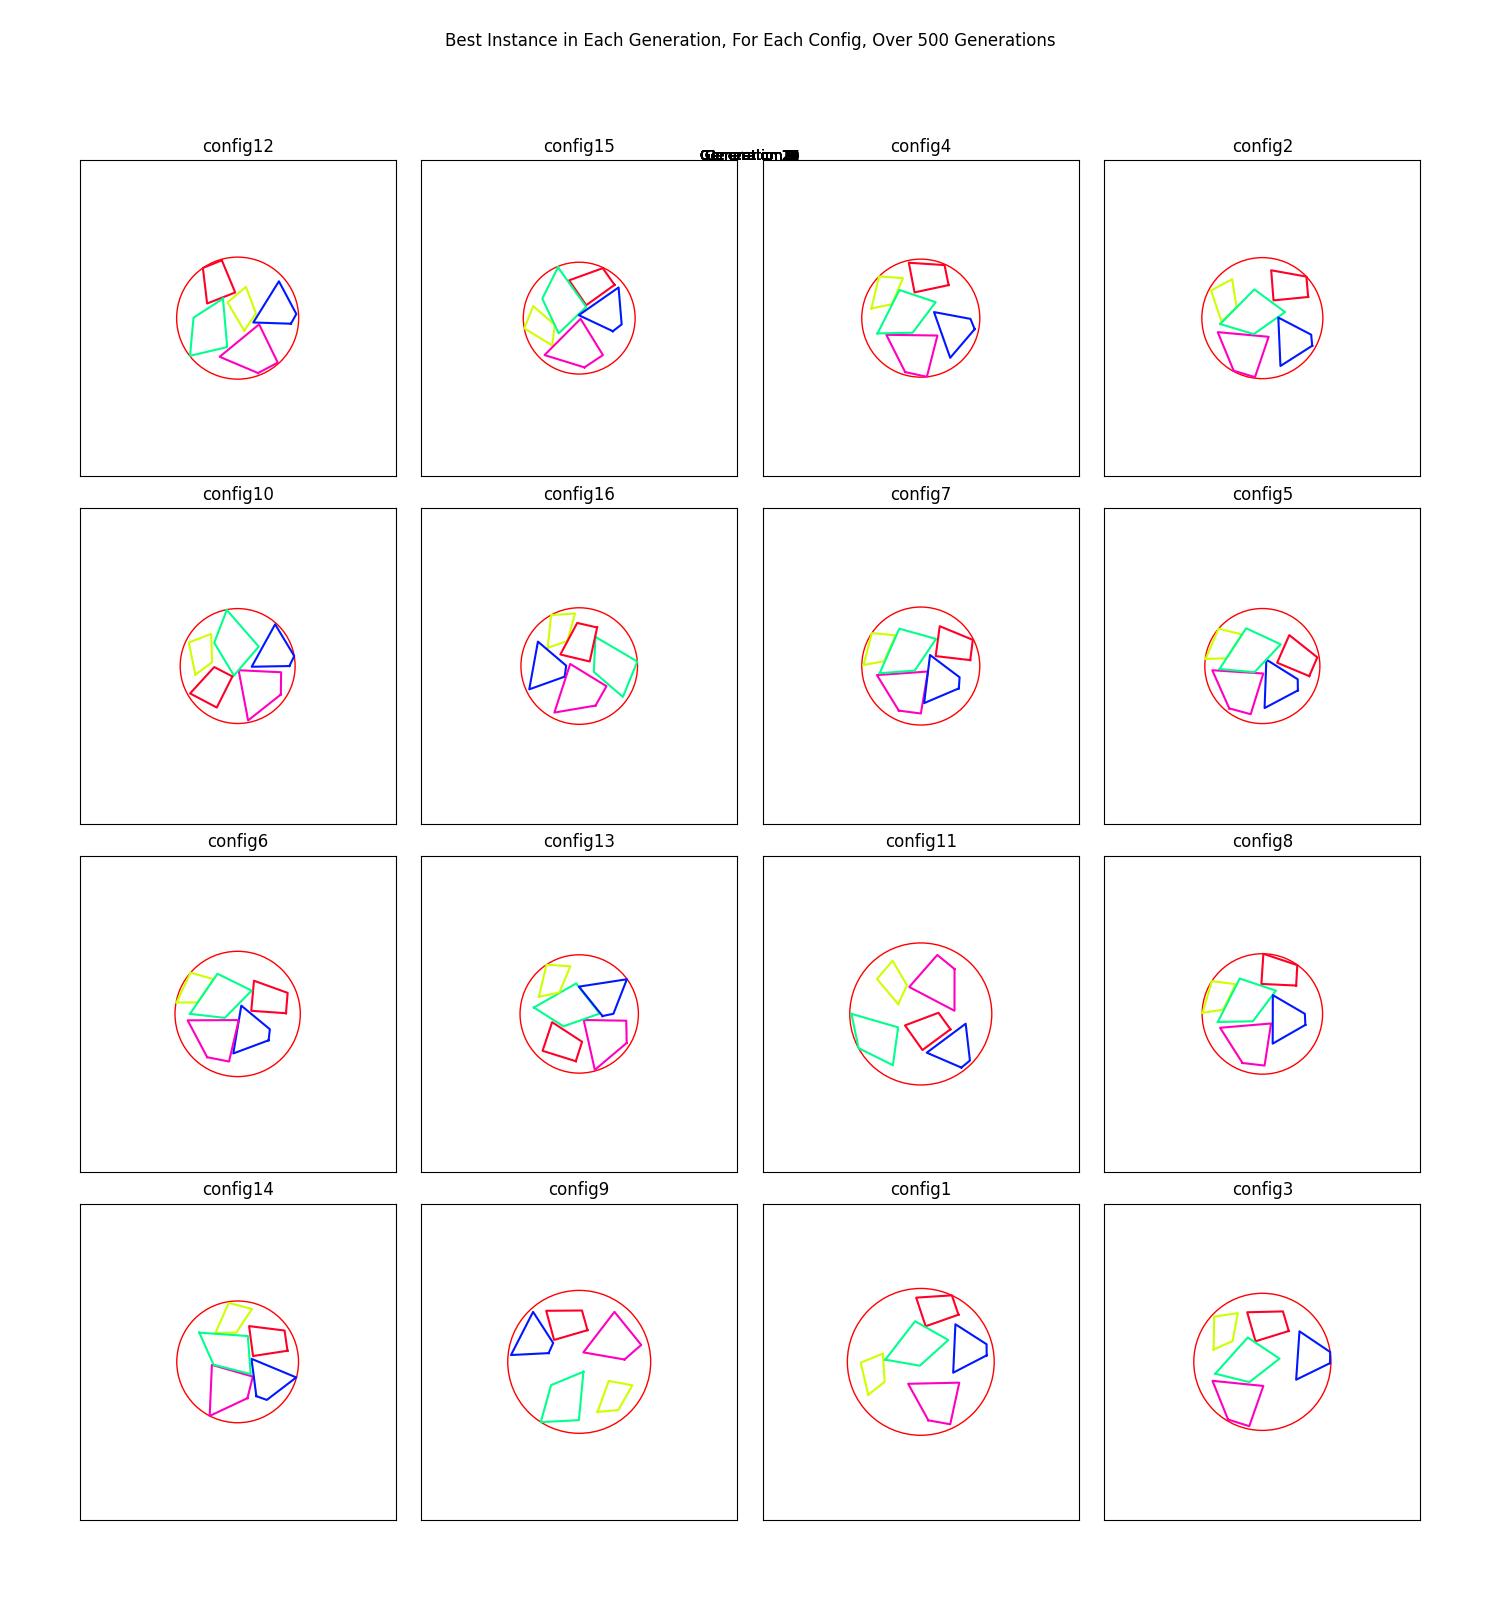 Best Instance in Each Generation, For Each Config, Over 500 Generations
config12
config15
config4
config2
config10
config16
config7
config5
config6
config13
config11
config8
config14
config9
config1
config3